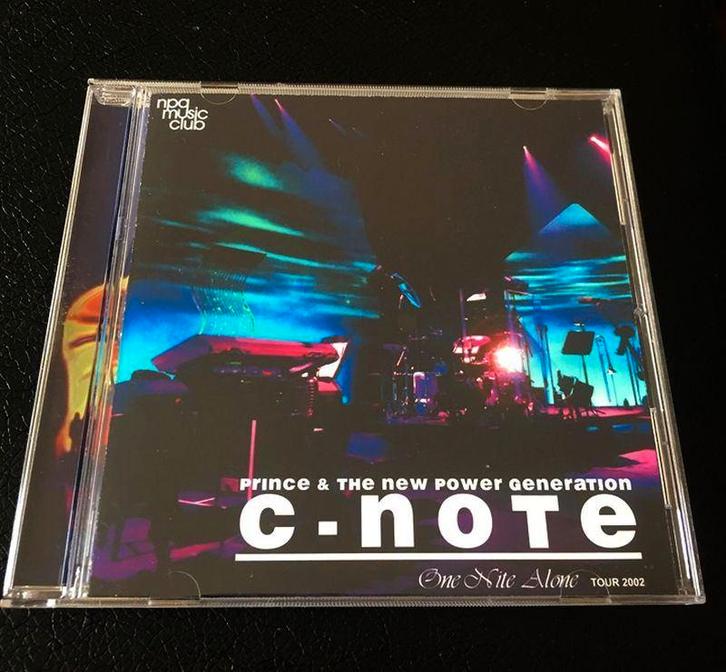 npg
music
club
Prince & The new Power Generation
c-note
One Nite Alone TOUR 2002